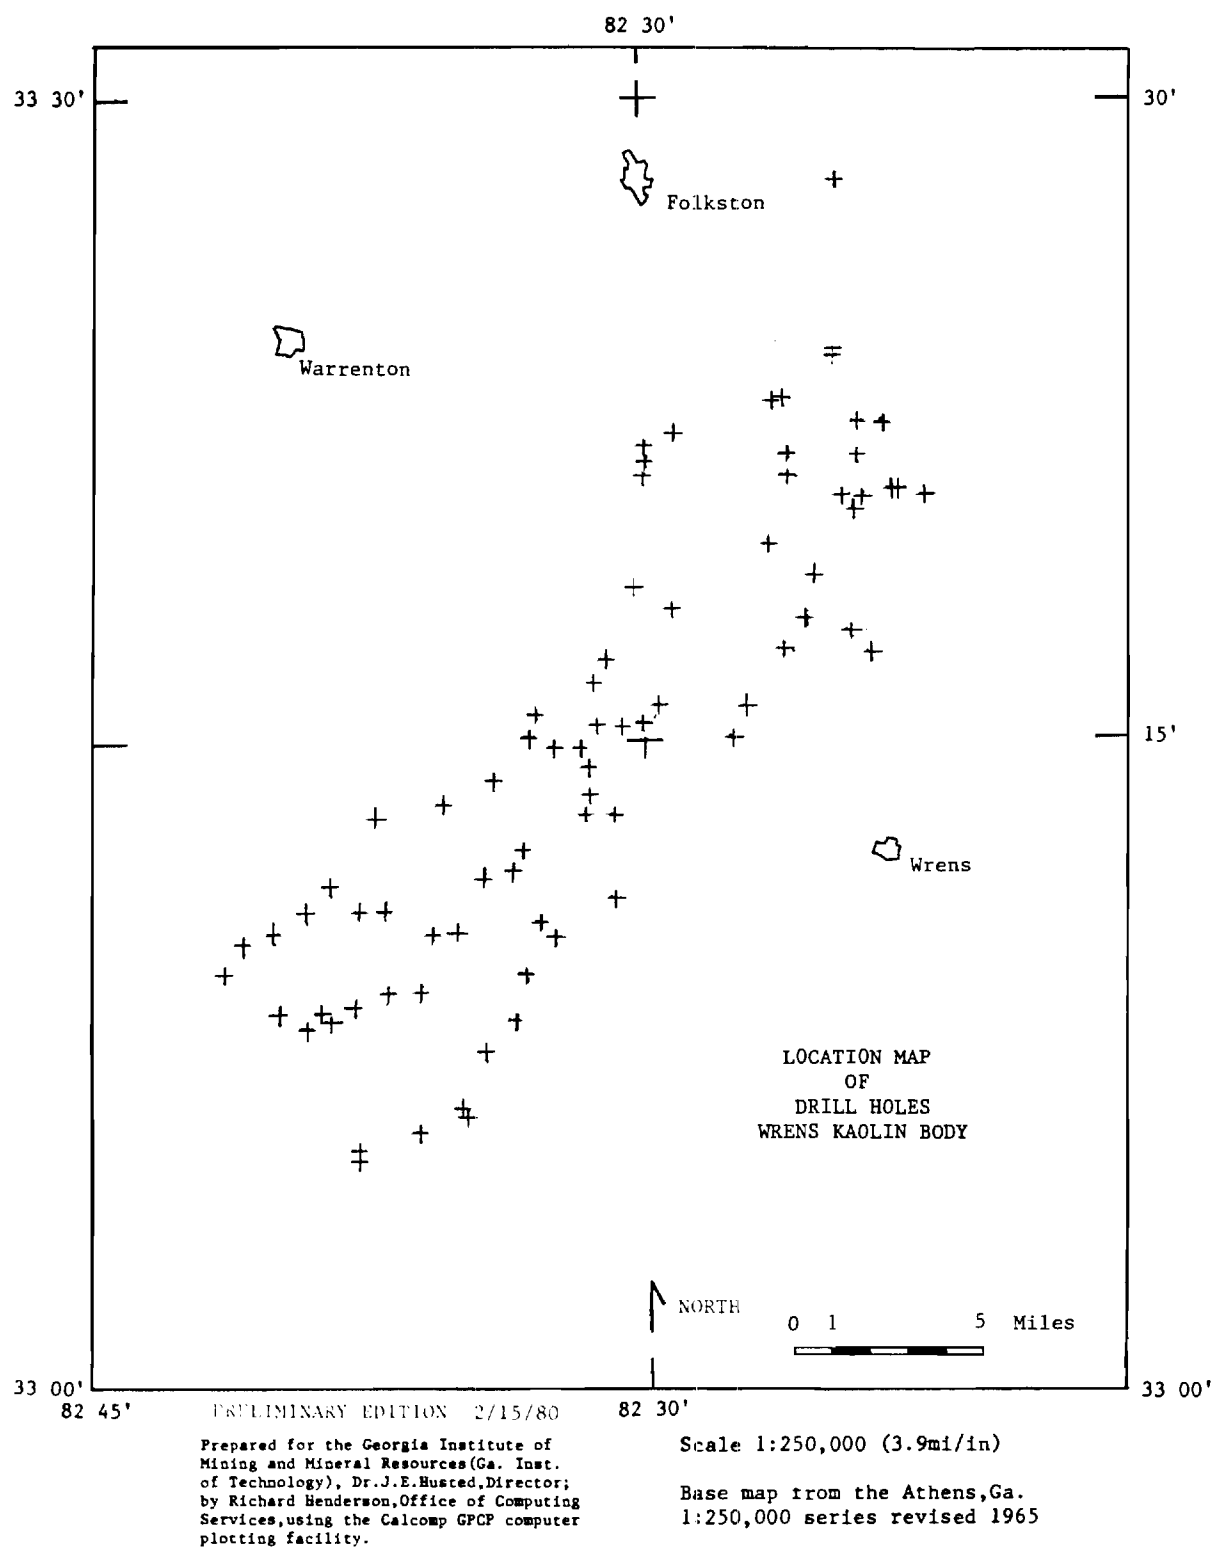 82 30'
33 30'
30'
Folkston
Warrenton
15'
Wrens
LOCATION MAP
OF
DRILL HOLES
WRENS KAOLIN BODY
NORTH
0 1 5 Miles
33 00'
33 00'
82 45'
PRELIMINARY EDITION 2/15/80
82 30'
Prepared for the Georgia Institute of
Mining and Mineral Resources(Ga. Inst.
of Technology), Dr.J.E.Husted,Director;
by Richard Henderson,Office of Computing
Services,using the Calcomp GPCP computer
plotting facility.
Scale 1:250,000 (3.9mi/in)
Base map from the Athens,Ga.
1:250,000 series revised 1965